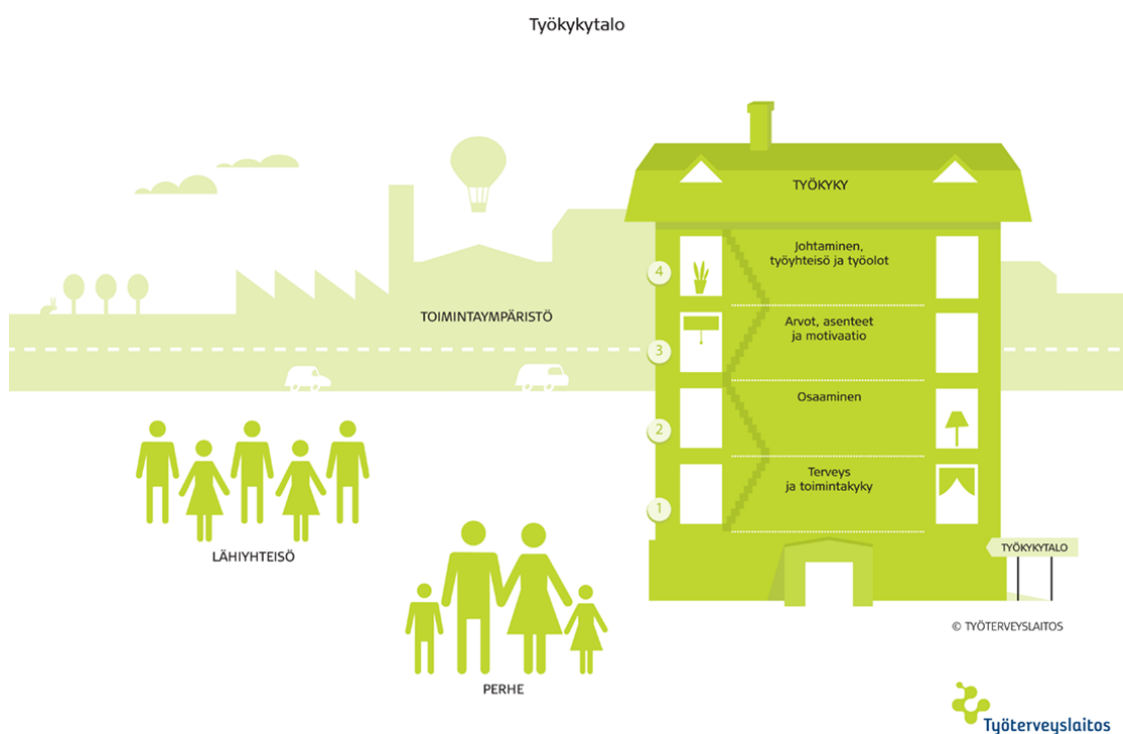 Työkykytalo
TYÖKYKY
4
Johtaminen,
työyhteisö ja työolot
TOIMINTAYMPÄRISTÖ
3
Arvot, asenteet
ja motivaatio
2
Osaaminen
1
Terveys
ja toimintakyky
LÄHIYHTEISÖ
TYÖKYKYTALO
© TYÖTERVEYSLAITOS
PERHE
Työterveyslaitos